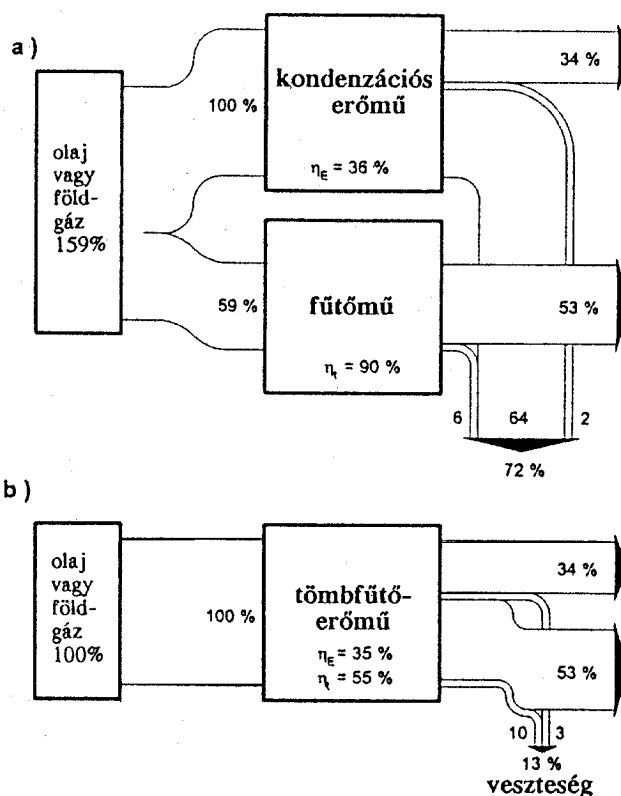 a)
olaj
vagy
föld-
gáz
159%
100 %
kondenzációs
erőmű
η_E = 36 %
34 %
59 %
fűtőmű
η_t = 90 %
53 %
6
64
2
72 %
b)
olaj
vagy
föld-
gáz
100%
100 %
tömbfűtő-
erőmű
η_E = 35 %
η_t = 55 %
34 %
53 %
10
3
13 %
veszteség